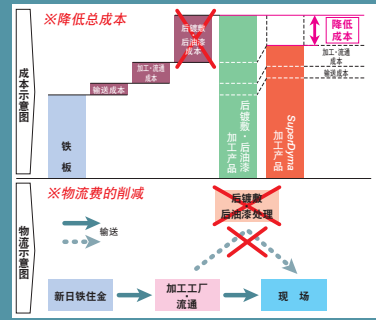 ※降低总成本
成本示意图
铁板
输送成本
加工·流通
成本
后镀敷
·
后油漆
成本
后镀敷·后油漆
加工产品
SuperDyma
加工产品
降低
成本
加工·流通
成本
输送成本
※物流费的削减
物流示意图
输送
后镀敷
后油漆处理
新日铁住金
加工工厂
·
流通
现 场